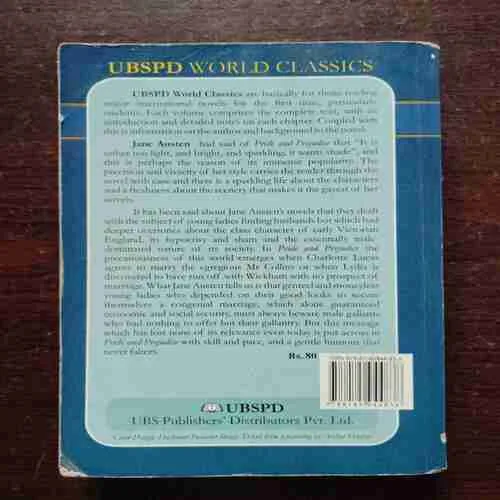 UBSPD WORLD CLASSICS
UBSPD World Classics are basically for those reading
major international novels for the first time, particularly
students. Each volume comprises the complete text, with an
introduction and detailed notes on each chapter. Coupled with
this is information on the author and background to the novel.
Jane Austen had said of Pride and Prejudice that "It is
rather too light, and bright, and sparkling, it wants shade", and
this is perhaps the reason of its immense popularity. The
precision and vivacity of her style carries the reader through the
novel with ease and there is a sparkling life about the characters
and a freshness about the scenery that makes it the gayest of her
novels.
It has been said about Jane Austen's novels that they dealt
with the subject of young ladies finding husbands but which had
deeper overtones about the class character of early Victorian
England, its hypocrisy and sham and the essentially male
dominated nature of its society. In Pride and Prejudice the
precariousness of this world emerges when Charlotte Lucas
agrees to marry the egregious Mr Collins or when Lydia is
discovered to have run off with Wickham with no prospect of
marriage. What Jane Austen tells us is that genteel and moneyless
young ladies who depended on their good looks to secure
themselves a congenial marriage, which alone guaranteed
economic and social security, must always beware male gallants
who had nothing to offer but their gallantry. But this message
which has lost none of its relevance even today is put across in
Pride and Prejudice with skill and pace, and a gentle humour that
never falters.
Rs. 80
UBSPD
UBS Publishers' Distributors Pvt. Ltd.
Cover Design: